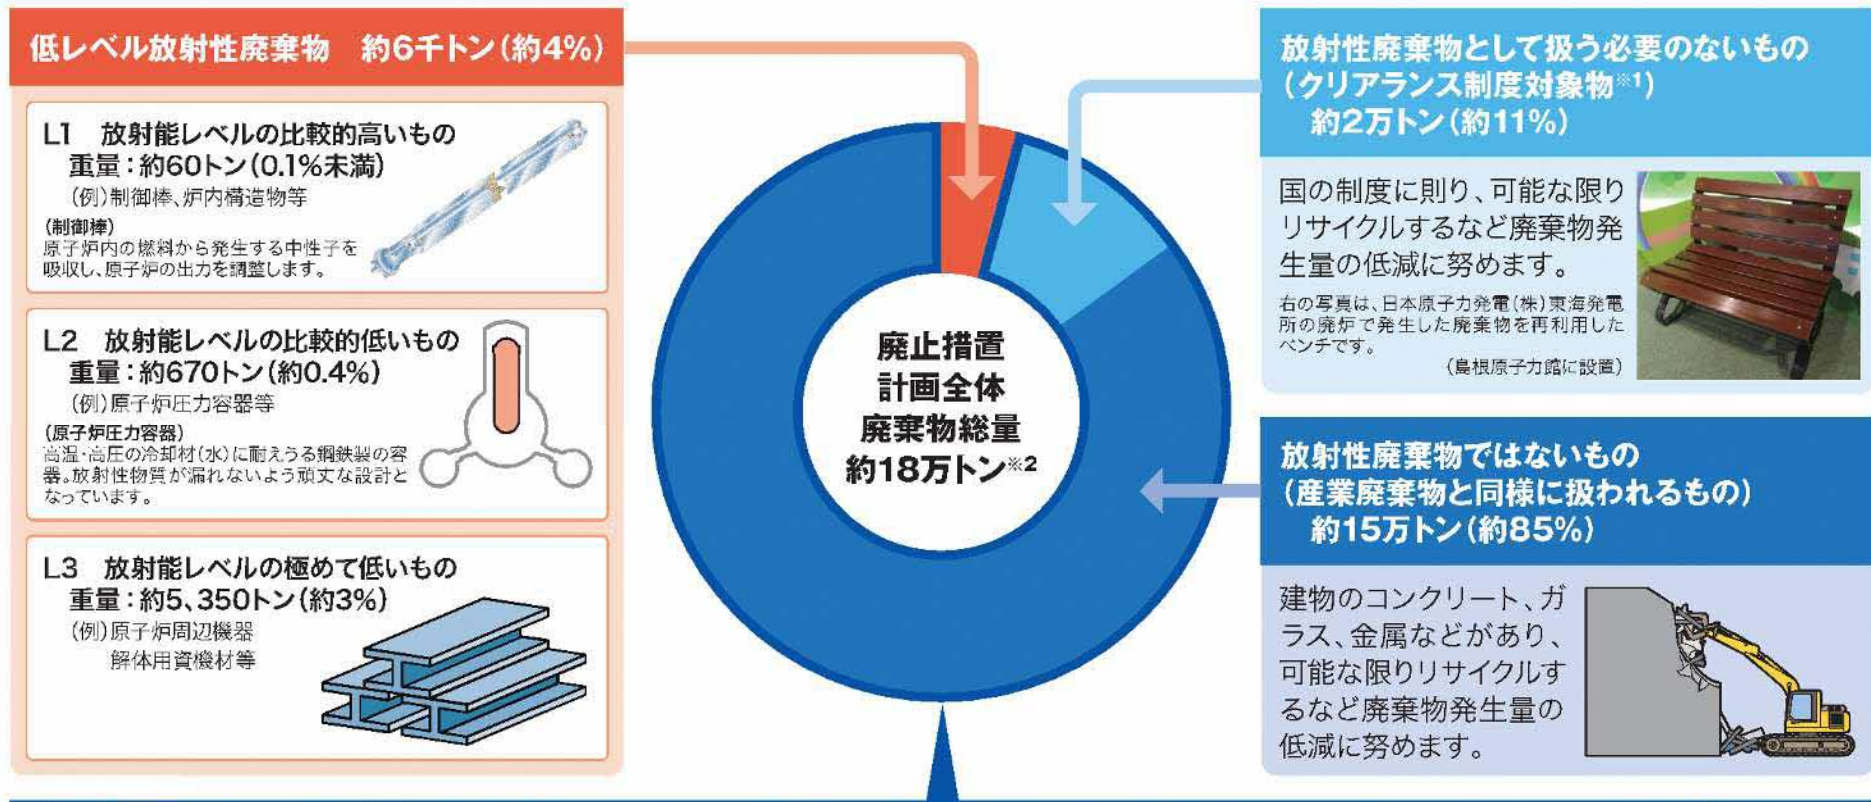 低レベル放射性廃棄物　約6千トン(約4%)
L1　放射能レベルの比較的高いもの
重量：約60トン(0.1%未満)
(例)制御棒、炉内構造物等
(制御棒)
原子炉内の燃料から発生する中性子を
吸収し、原子炉の出力を調整します。
L2　放射能レベルの比較的低いもの
重量：約670トン(約0.4%)
(例)原子炉圧力容器等
(原子炉圧力容器)
高温・高圧の冷却材(水)に耐えうる鋼鉄製の容
器。放射性物質が漏れないよう頑丈な設計と
なっています。
L3　放射能レベルの極めて低いもの
重量：約5、350トン(約3%)
(例)原子炉周辺機器
解体用資機材等
廃止措置
計画全体
廃棄物総量
約18万トン※2
放射性廃棄物として扱う必要のないもの
(クリアランス制度対象物※1)
約2万トン(約11%)
国の制度に則り、可能な限り
リサイクルするなど廃棄物発
生量の低減に努めます。
右の写真は、日本原子力発電(株)東海発電
所の廃炉で発生した廃棄物を再利用した
ベンチです。
(島根原子力館に設置)
放射性廃棄物ではないもの
(産業廃棄物と同様に扱われるもの)
約15万トン(約85%)
建物のコンクリート、ガ
ラス、金属などがあり、
可能な限りリサイクルす
るなど廃棄物発生量の
低減に努めます。